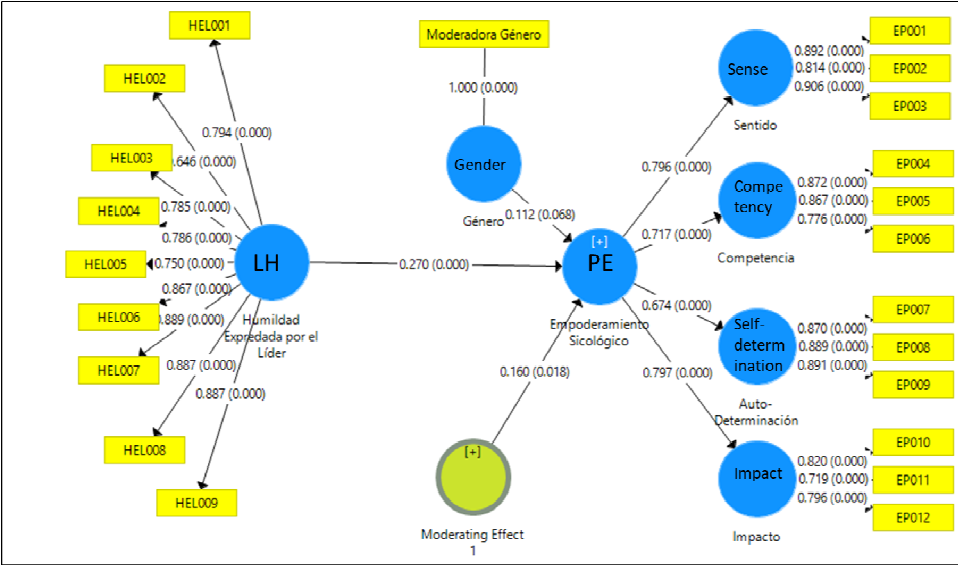 HEL001
HEL002
HEL003
HEL004
HEL005
HEL006
HEL007
HEL008
HEL009
0.794 (0.000)
.646 (0.000)
0.785 (0.000)
0.786 (0.000)
0.750 (0.000)
0.867 (0.000)
.889 (0.000)
0.887 (0.000)
0.887 (0.000)
LH
Humildad
Expredada por el
Líder
0.270 (0.000)
Moderadora Género
1.000 (0.000)
Gender
Género
0.112 (0.068)
[+]
PE
Empoderamiento
Sicológico
0.160 (0.018)
[+]
Moderating Effect
1
0.796 (0.000)
0.717 (0.000)
0.674 (0.000)
0.797 (0.000)
Sense
Sentido
0.892 (0.000)
0.814 (0.000)
0.906 (0.000)
EP001
EP002
EP003
Compe
tency
Competencia
0.872 (0.000)
0.867 (0.000)
0.776 (0.000)
EP004
EP005
EP006
Self-
determ
ination
Auto-
Determinación
0.870 (0.000)
0.889 (0.000)
0.891 (0.000)
EP007
EP008
EP009
Impact
Impacto
0.820 (0.000)
0.719 (0.000)
0.796 (0.000)
EP010
EP011
EP012